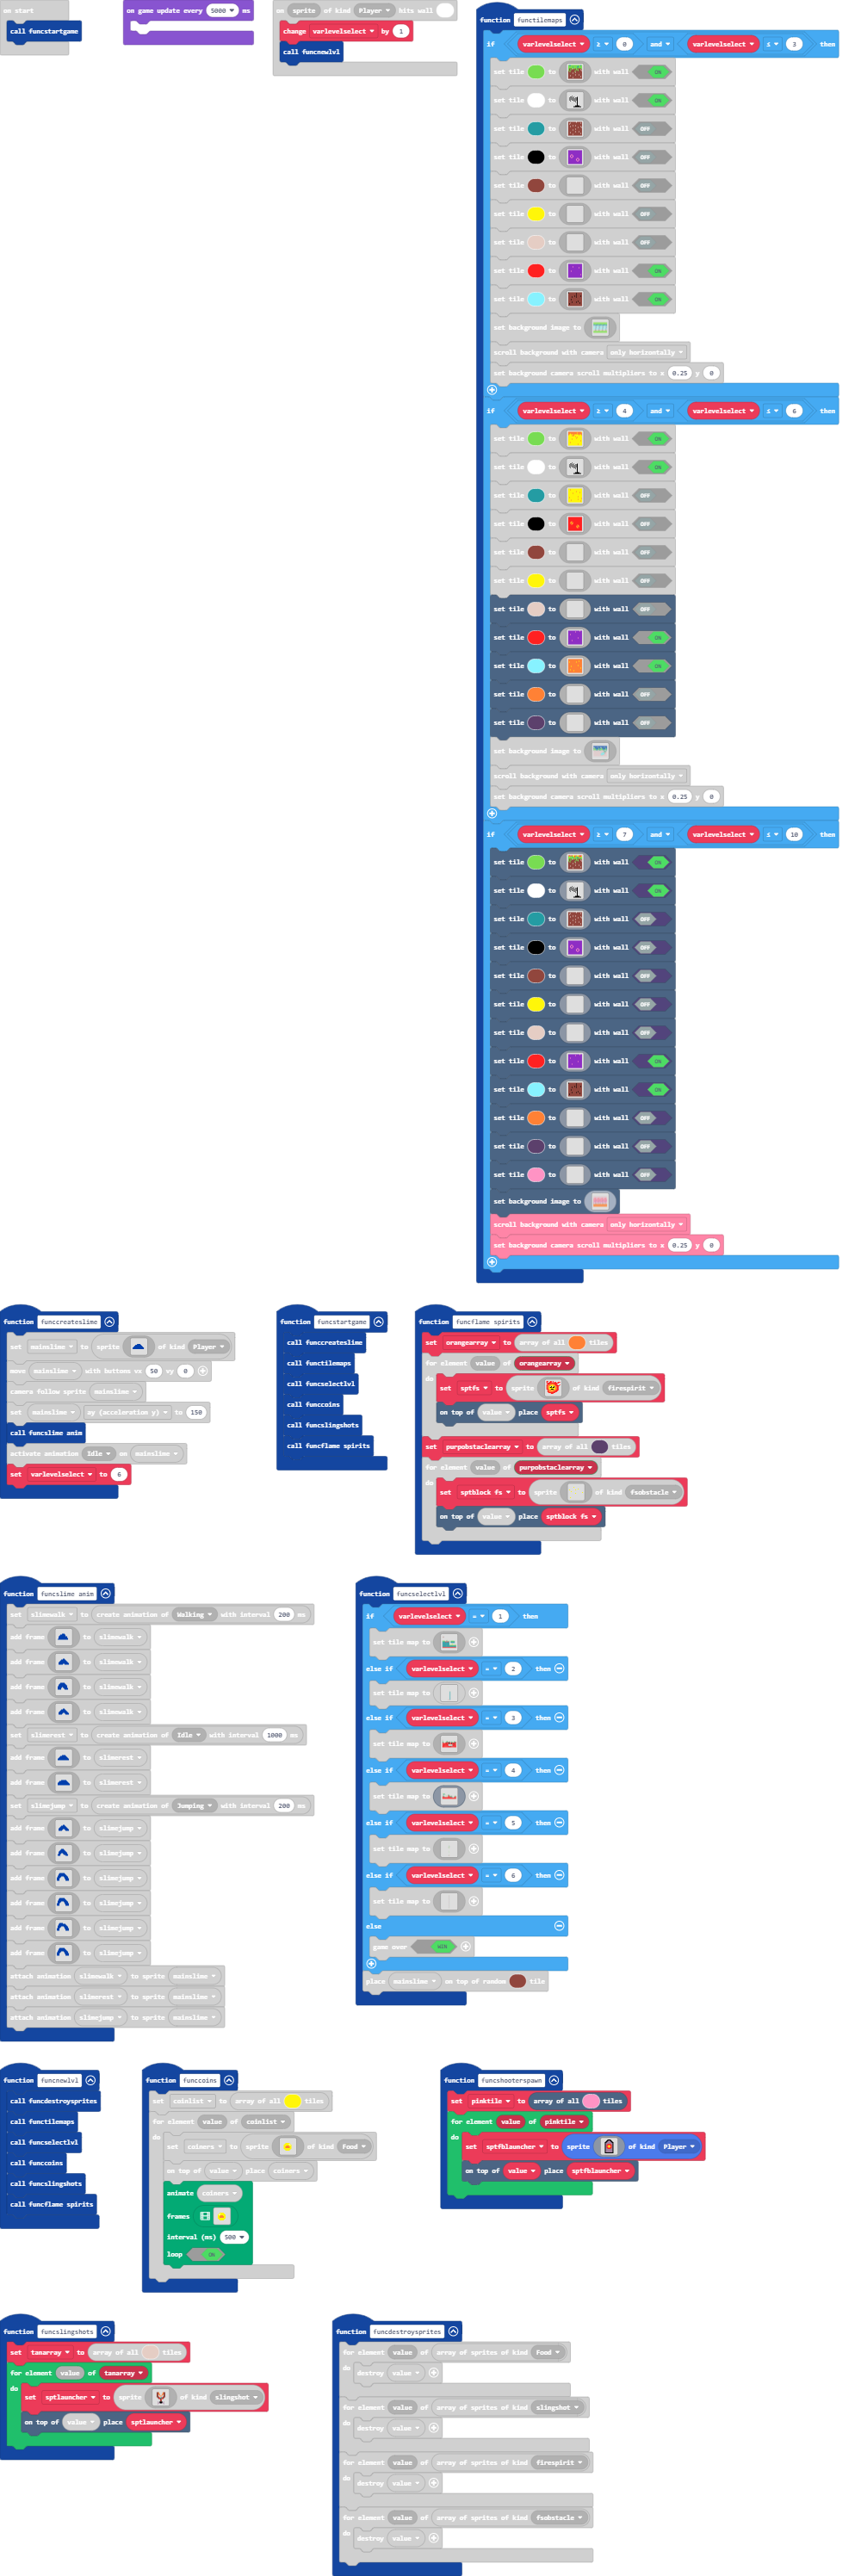 on start
call funcstartgame
on game update every 5000 ms
on sprite of kind Player hits wall
change varlevelselect by 1
call funcnewlvl
function functilemaps
if varlevelselect ≥ 0 and varlevelselect ≤ 3 then
set tile to with wall ON
set tile to with wall ON
set tile to with wall OFF
set tile to with wall OFF
set tile to with wall OFF
set tile to with wall OFF
set tile to with wall OFF
set tile to with wall ON
set tile to with wall ON
set background image to
scroll background with camera only horizontally
set background camera scroll multipliers to x 0.25 y 0
if varlevelselect ≥ 4 and varlevelselect ≤ 6 then
set tile to with wall ON
set tile to with wall ON
set tile to with wall OFF
set tile to with wall OFF
set tile to with wall OFF
set tile to with wall OFF
set tile to with wall OFF
set tile to with wall ON
set tile to with wall ON
set tile to with wall OFF
set tile to with wall OFF
set background image to
scroll background with camera only horizontally
set background camera scroll multipliers to x 0.25 y 0
if varlevelselect ≥ 7 and varlevelselect ≤ 10 then
set tile to with wall ON
set tile to with wall ON
set tile to with wall OFF
set tile to with wall OFF
set tile to with wall OFF
set tile to with wall OFF
set tile to with wall OFF
set tile to with wall ON
set tile to with wall ON
set tile to with wall OFF
set tile to with wall OFF
set tile to with wall OFF
set background image to
scroll background with camera only horizontally
set background camera scroll multipliers to x 0.25 y 0
function funccreateslime
set mainslime to sprite of kind Player
move mainslime with buttons vx 50 vy 0
camera follow sprite mainslime
set mainslime ay (acceleration y) to 150
call funcslime anim
activate animation Idle on mainslime
set varlevelselect to 6
function funcstartgame
call funccreateslime
call functilemaps
call funcselectlvl
call funccoins
call funcslingshots
call funcflame spirits
function funcflame spirits
set orangearray to array of all tiles
for element value of orangearray
do
set sptfs to sprite of kind firespirit
on top of value place sptfs
set purpobstaclearray to array of all tiles
for element value of purpobstaclearray
do
set sptblock fs to sprite of kind fsobstacle
on top of value place sptblock fs
function funcslime anim
set slimewalk to create animation of Walking with interval 200 ms
add frame to slimewalk
add frame to slimewalk
add frame to slimewalk
add frame to slimewalk
set slimerest to create animation of Idle with interval 1000 ms
add frame to slimerest
add frame to slimerest
set slimejump to create animation of Jumping with interval 200 ms
add frame to slimejump
add frame to slimejump
add frame to slimejump
add frame to slimejump
add frame to slimejump
add frame to slimejump
attach animation slimewalk to sprite mainslime
attach animation slimerest to sprite mainslime
attach animation slimejump to sprite mainslime
function funcselectlvl
if varlevelselect = 1 then
set tile map to
else if varlevelselect = 2 then
set tile map to
else if varlevelselect = 3 then
set tile map to
else if varlevelselect = 4 then
set tile map to
else if varlevelselect = 5 then
set tile map to
else if varlevelselect = 6 then
set tile map to
else
game over WIN
place mainslime on top of random tile
function funcnewlvl
call funcdestroysprites
call functilemaps
call funcselectlvl
call funccoins
call funcslingshots
call funcflame spirits
function funccoins
set coinlist to array of all tiles
for element value of coinlist
do
set coiners to sprite of kind Food
on top of value place coiners
animate coiners
frames
interval (ms) 500
loop ON
function funcshooterspawn
set pinktile to array of all tiles
for element value of pinktile
do
set sptfblauncher to sprite of kind Player
on top of value place sptfblauncher
function funcslingshots
set tanarray to array of all tiles
for element value of tanarray
do
set sptlauncher to sprite of kind slingshot
on top of value place sptlauncher
function funcdestroysprites
for element value of array of sprites of kind Food
do
destroy value
for element value of array of sprites of kind slingshot
do
destroy value
for element value of array of sprites of kind firespirit
do
destroy value
for element value of array of sprites of kind fsobstacle
do
destroy value